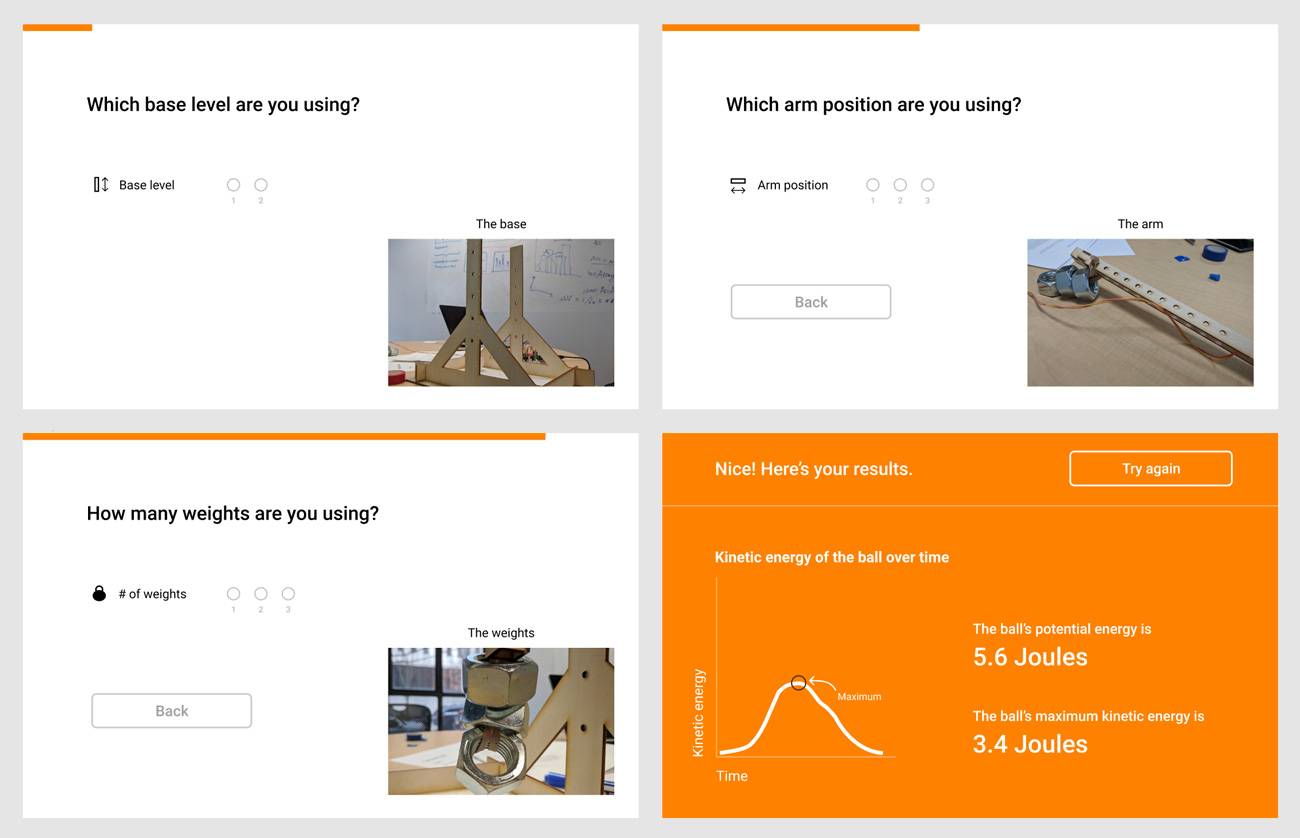 Which base level are you using?
Base level
1 2
The base
Which arm position are you using?
Arm position
1 2 3
The arm
Back
How many weights are you using?
# of weights
1 2 3
The weights
Back
Nice! Here's your results.
Try again
Kinetic energy of the ball over time
Kinetic energy
Maximum
Time
The ball's potential energy is
5.6 Joules
The ball's maximum kinetic energy is
3.4 Joules